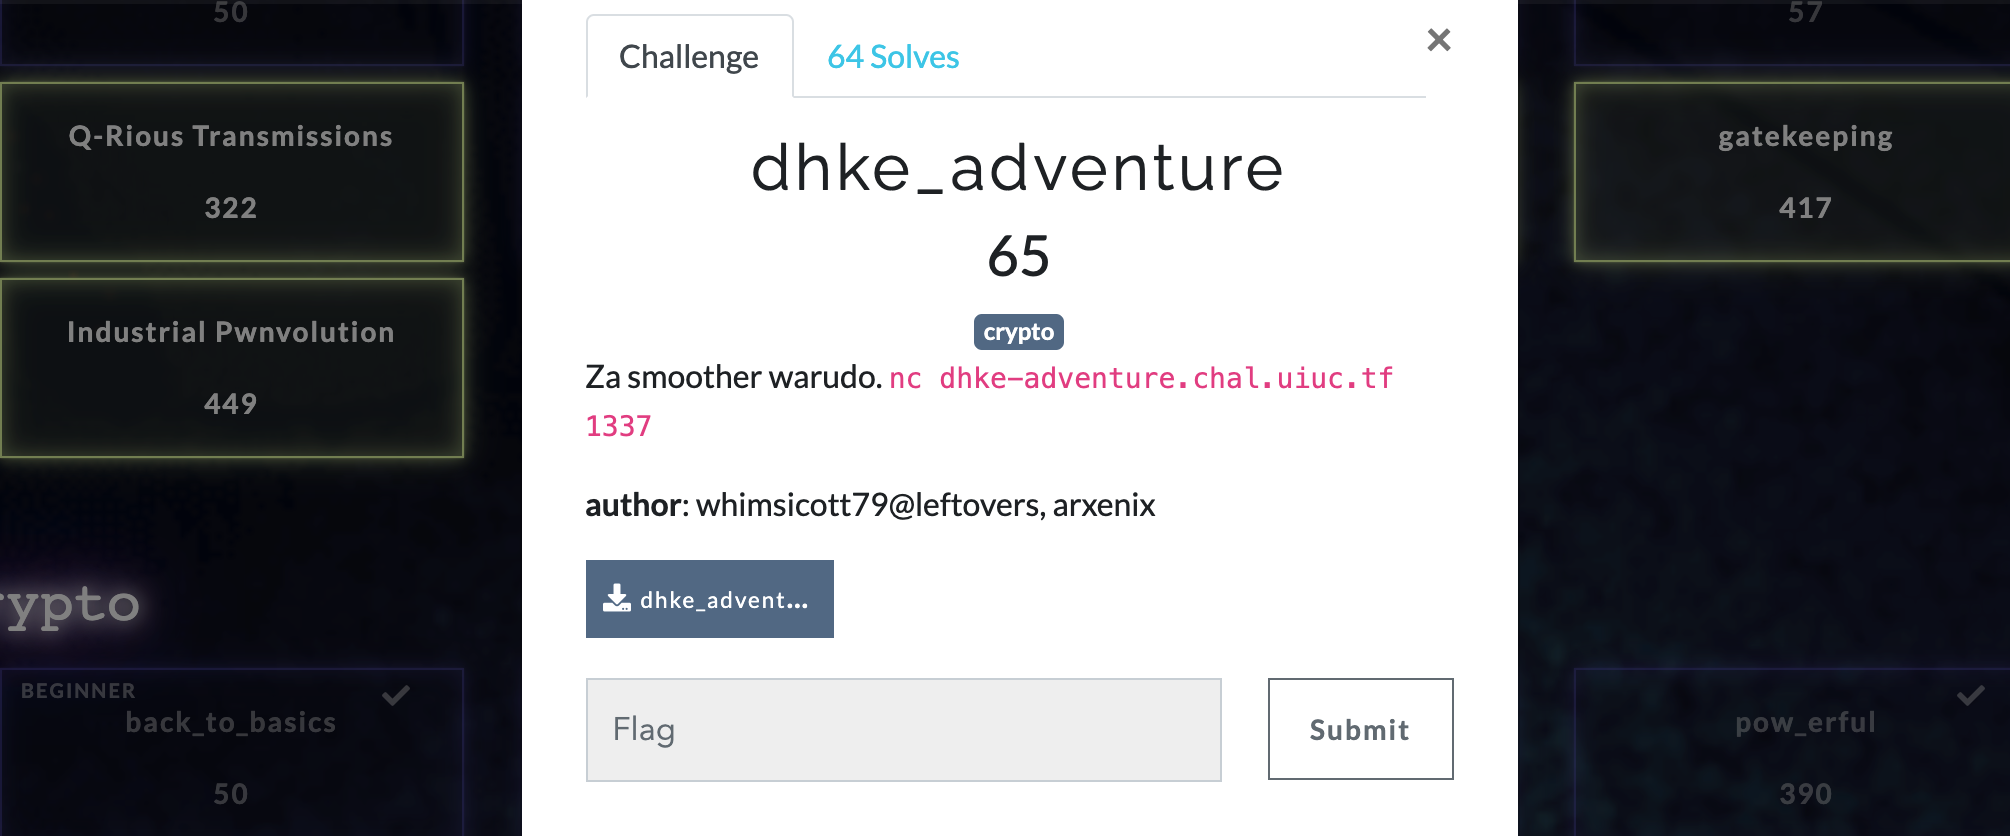 50
Q-Rious Transmissions
322
Industrial Pwnvolution
449
rypto
BEGINNER
back_to_basics
50
Challenge
64 Solves
×
dhke_adventure
65
crypto
Za smoother warudo. nc dhke-adventure.chal.uiuc.tf
1337
author: whimsicott79@leftovers, arxenix
dhke_advent...
Flag
Submit
57
gatekeeping
417
pow_erful
390